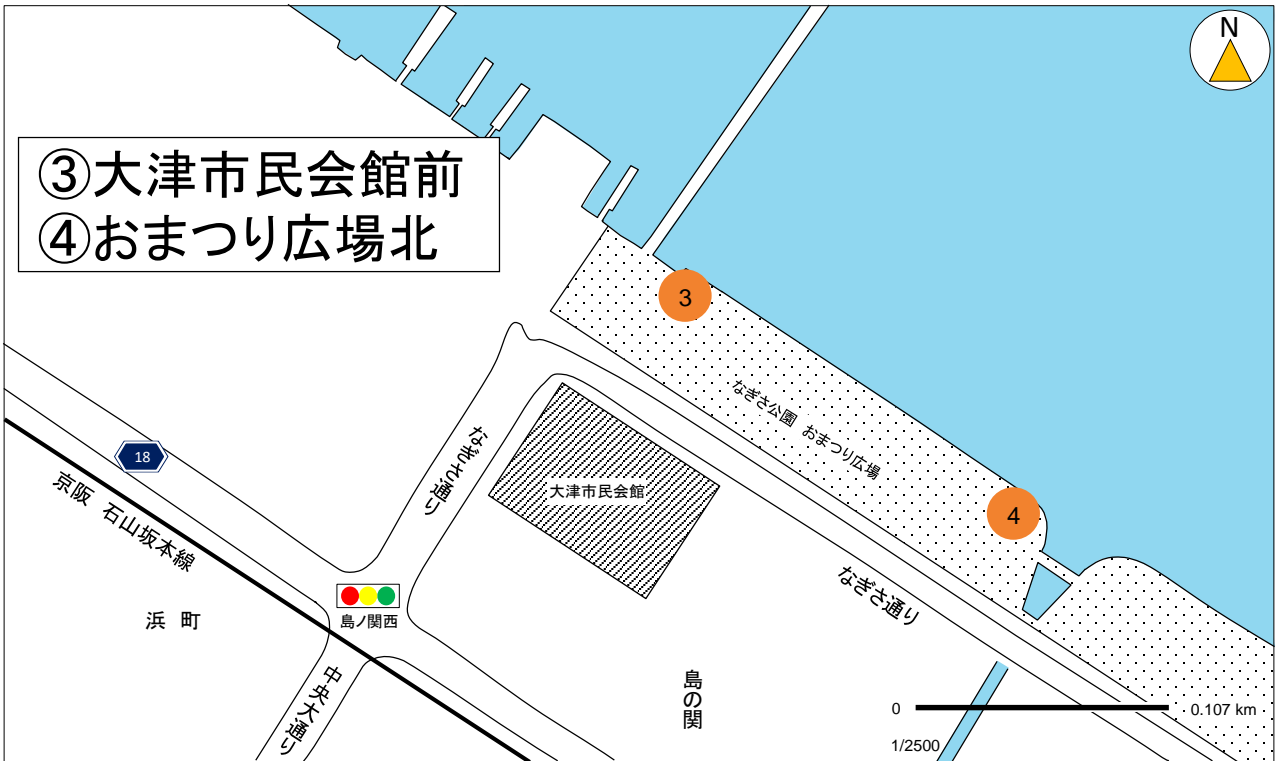 N
③大津市民会館前
④おまつり広場北
3
なぎさ公園 おまつり広場
18
なぎさ通り
大津市民会館
京阪 石山坂本線
4
なぎさ通り
島ノ関西
浜 町
中央大通り
島の関
0
0.107 km
1/2500